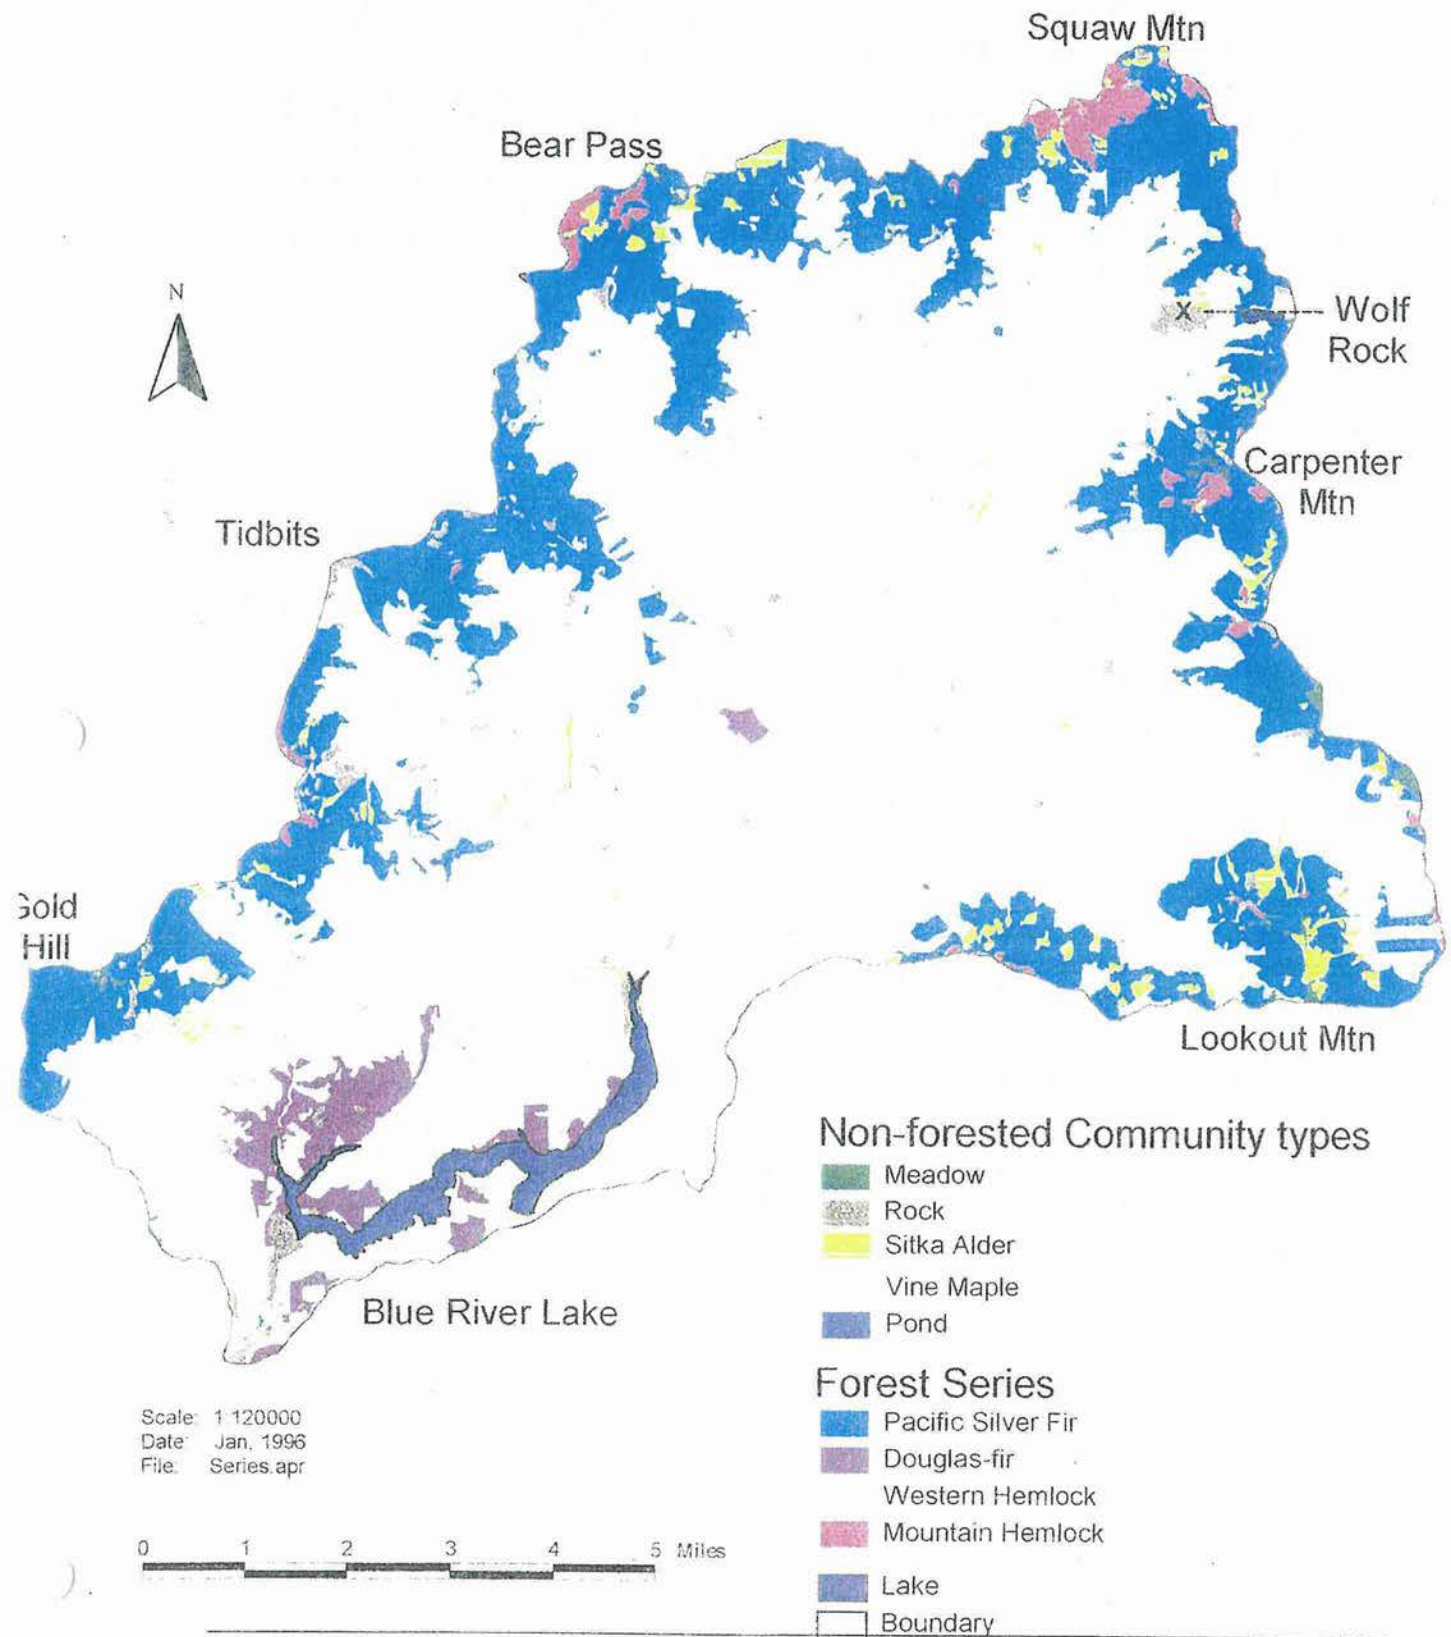 Squaw Mtn
Bear Pass
N
X
Wolf
Rock
Carpenter
Mtn
Tidbits
Gold
Hill
Lookout Mtn
Blue River Lake
Non-forested Community types
Meadow
Rock
Sitka Alder
Vine Maple
Pond
Forest Series
Pacific Silver Fir
Douglas-fir
Western Hemlock
Mountain Hemlock
Lake
Boundary
Scale: 1:120000
Date: Jan, 1996
File: Series.apr
0 1 2 3 4 5 Miles